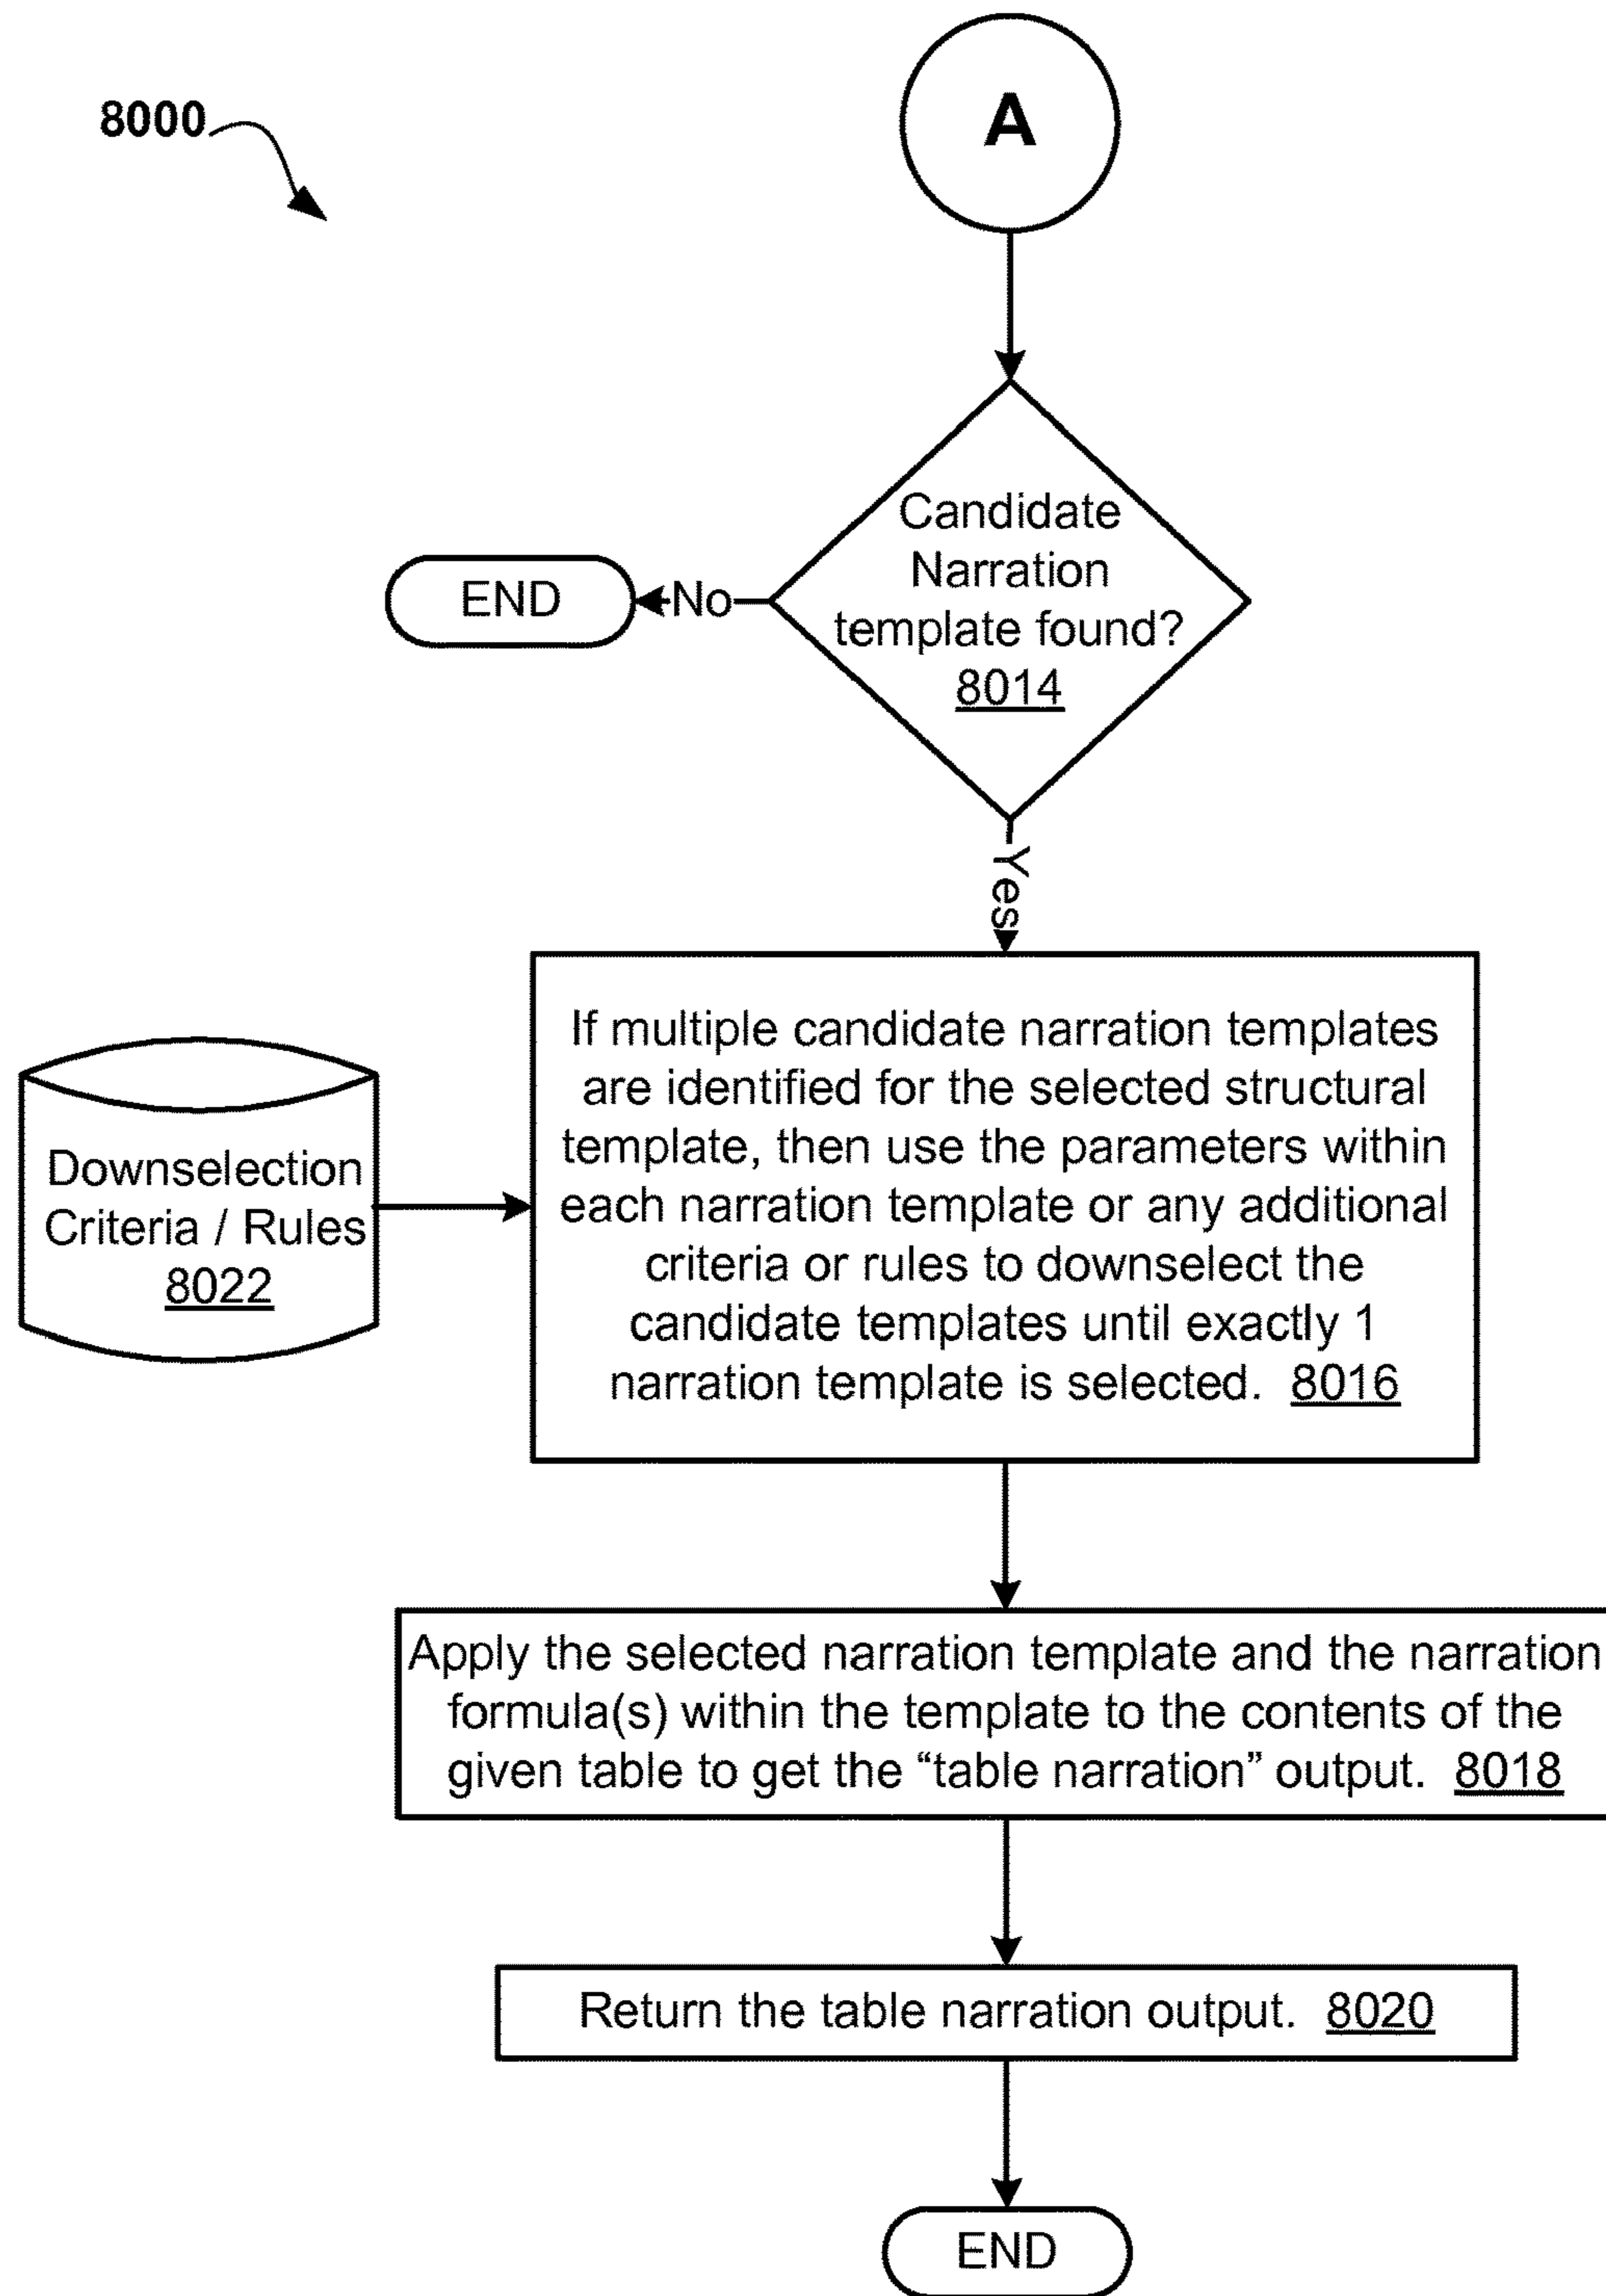 8000
A
Candidate
Narration
template found?
8014
END
No
Yes
If multiple candidate narration templates
are identified for the selected structural
template, then use the parameters within
each narration template or any additional
criteria or rules to downselect the
candidate templates until exactly 1
narration template is selected. 8016
Downselection
Criteria / Rules
8022
Apply the selected narration template and the narration
formula(s) within the template to the contents of the
given table to get the “table narration” output. 8018
Return the table narration output. 8020
END